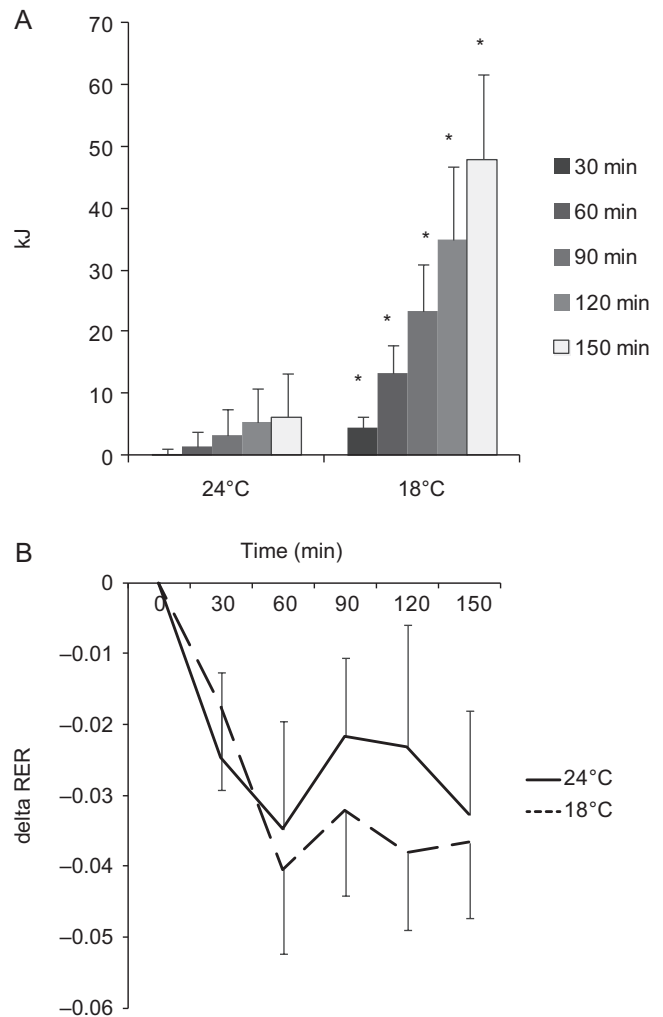 A
70
60
50
40
30
20
10
0
kJ
* * * * *
24°C 18°C
30 min
60 min
90 min
120 min
150 min
B
Time (min)
0 30 60 90 120 150
0
–0.01
–0.02
–0.03
–0.04
–0.05
–0.06
delta RER
24°C
18°C